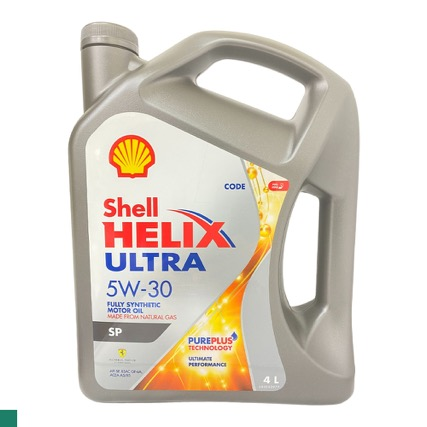 CODE
Shell
HELIX
ULTRA
5W-30
FULLY SYNTHETIC
MOTOR OIL
MADE FROM NATURAL GAS
SP
PUREPLUS
TECHNOLOGY
ULTIMATE
PERFORMANCE
4 L